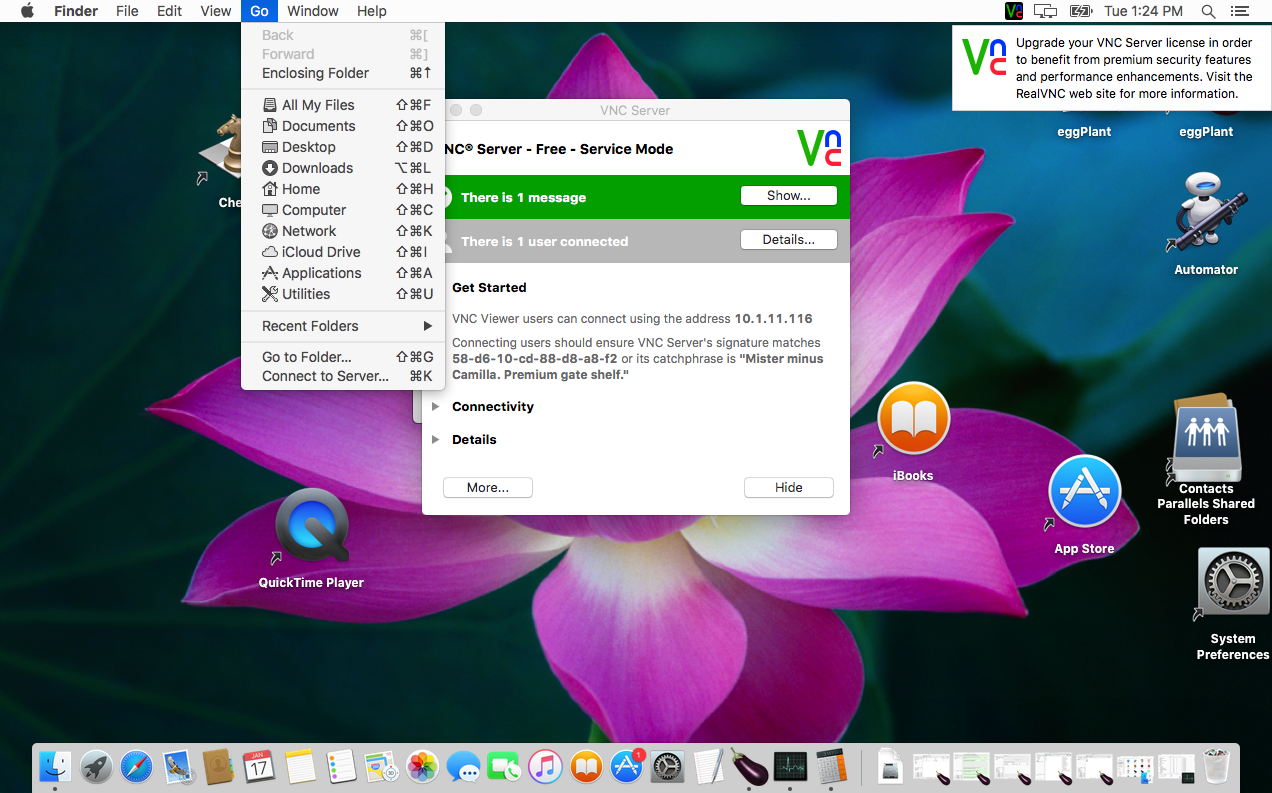 Finder File Edit View Go Window Help
Tue 1:24 PM
Back ⌘[
Forward ⌘]
Enclosing Folder ⌘↑
All My Files ⇧⌘F
Documents ⇧⌘O
Desktop ⇧⌘D
Downloads ⌥⌘L
Home ⇧⌘H
Computer ⇧⌘C
Network ⇧⌘K
iCloud Drive ⇧⌘I
Applications ⇧⌘A
Utilities ⇧⌘U
Recent Folders
Go to Folder... ⇧⌘G
Connect to Server... ⌘K
Upgrade your VNC Server license in order
to benefit from premium security features
and performance enhancements. Visit the
RealVNC web site for more information.
VNC Server
NC® Server - Free - Service Mode
There is 1 message
Show...
There is 1 user connected
Details...
Get Started
VNC Viewer users can connect using the address 10.1.11.116
Connecting users should ensure VNC Server's signature matches
58-d6-10-cd-88-d8-a8-f2 or its catchphrase is "Mister minus
Camilla. Premium gate shelf."
Connectivity
Details
More...
Hide
Che
eggPlant
eggPlant
Automator
iBooks
Contacts
Parallels Shared
Folders
App Store
QuickTime Player
System
Preferences
JAN
17
1